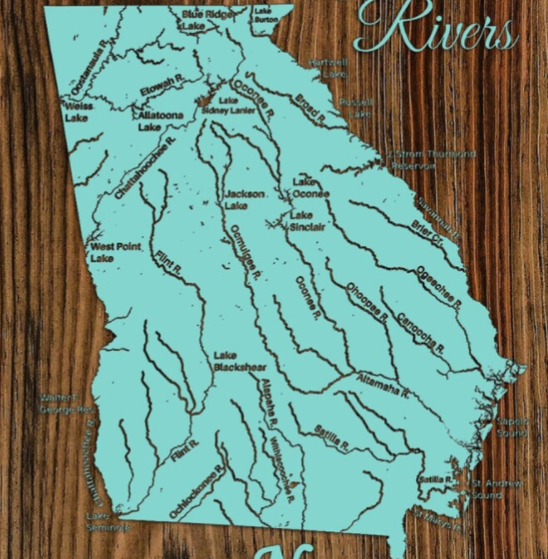 Rivers
Blue Ridge
Lake
Lake
Burton
Oostanaula R.
Hartwell
Lake
Etowah R.
Oconee R.
Broad R.
Russell
Lake
Weiss
Lake
Allatoona
Lake
Lake
Sidney Lanier
J. Strom Thurmond
Reservoir
Chattahoochee R.
Jackson
Lake
Lake
Oconee
Lake
Sinclair
Savannah R.
Brier Cr.
West Point
Lake
Flint R.
Ocmulgee R.
Oconee R.
Ohoopee R.
Ogeechee R.
Canoochee R.
Lake
Blackshear
Altamaha R.
Walter F.
George Res.
Alapaha R.
Sapelo
Sound
Chattahoochee R.
Flint R.
Withlacoochee R.
Satilla R.
Ochlockonee R.
Satilla R.
St. Andrew
Sound
Lake
Seminole
St. Marys R.